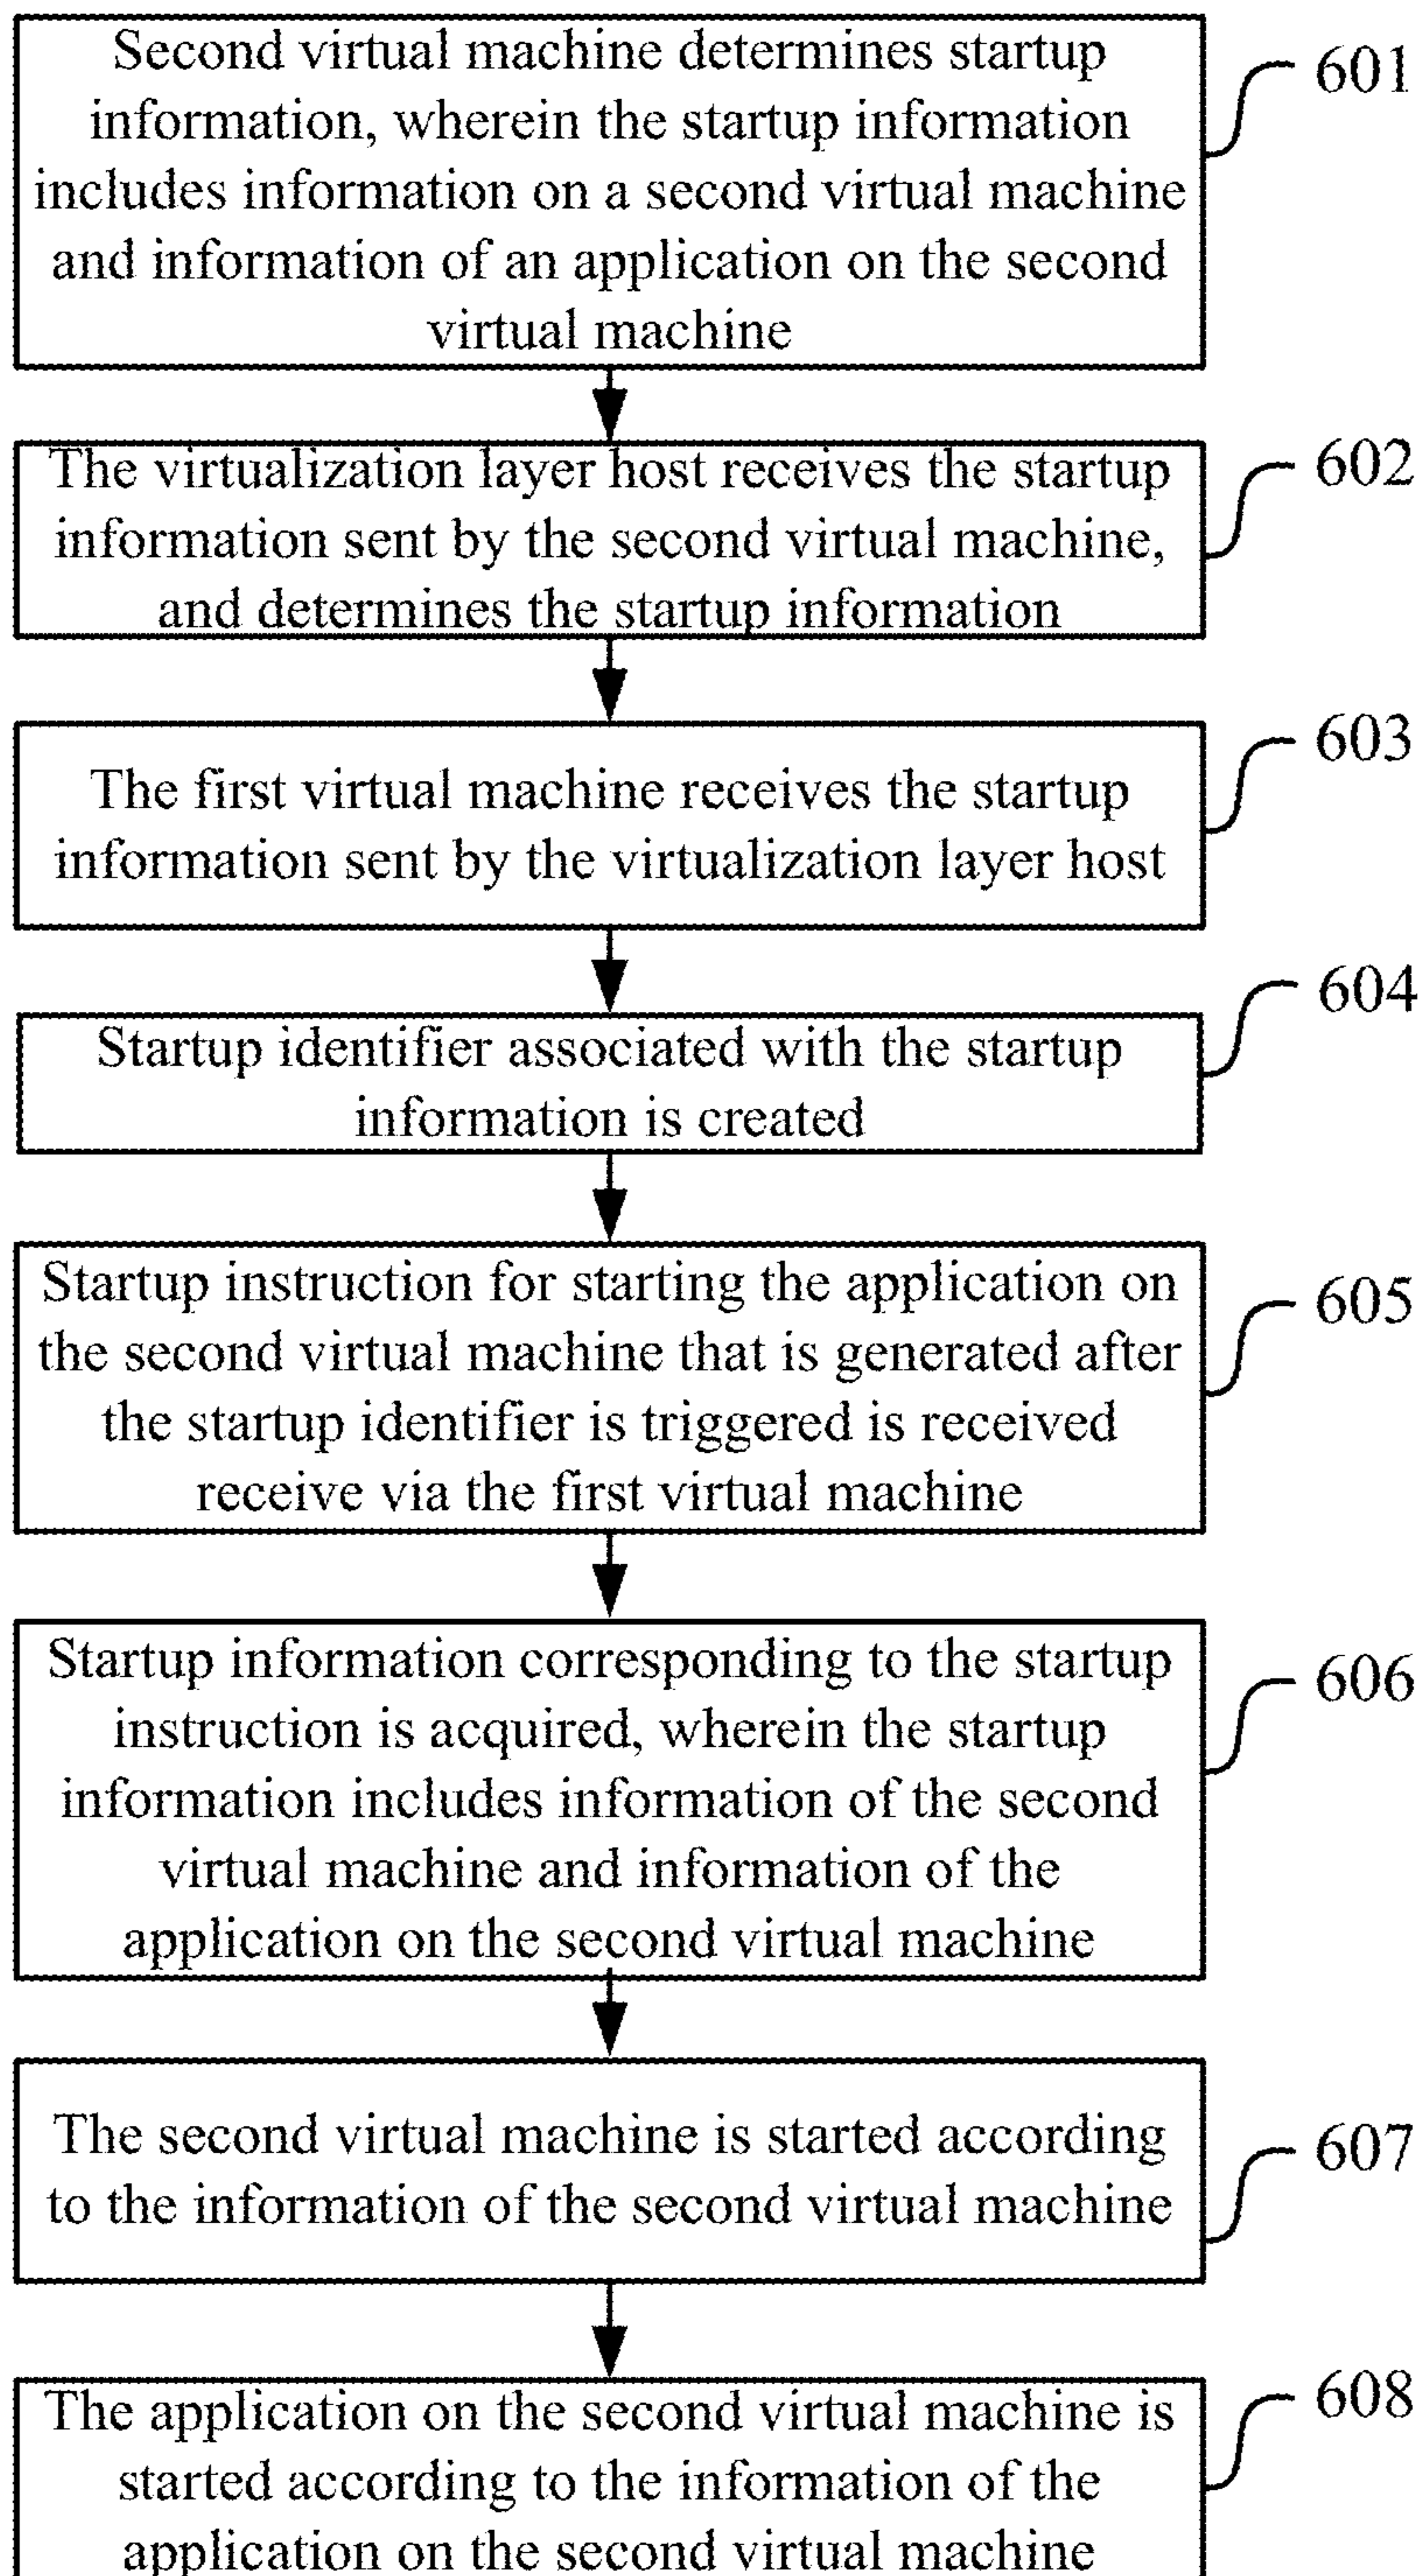 Second virtual machine determines startup
information, wherein the startup information
includes information on a second virtual machine
and information of an application on the second
virtual machine
601
The virtualization layer host receives the startup
information sent by the second virtual machine,
and determines the startup information
602
The first virtual machine receives the startup
information sent by the virtualization layer host
603
Startup identifier associated with the startup
information is created
604
Startup instruction for starting the application on
the second virtual machine that is generated after
the startup identifier is triggered is received
receive via the first virtual machine
605
Startup information corresponding to the startup
instruction is acquired, wherein the startup
information includes information of the second
virtual machine and information of the
application on the second virtual machine
606
The second virtual machine is started according
to the information of the second virtual machine
607
The application on the second virtual machine is
started according to the information of the
application on the second virtual machine
608